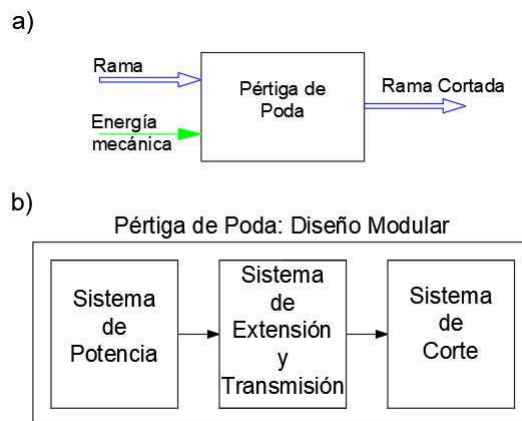 a)
Rama
Energía
mecánica
Pértiga de
Poda
Rama Cortada
b)
Pértiga de Poda: Diseño Modular
Sistema
de
Potencia
Sistema
de
Extensión
y
Transmisión
Sistema
de
Corte